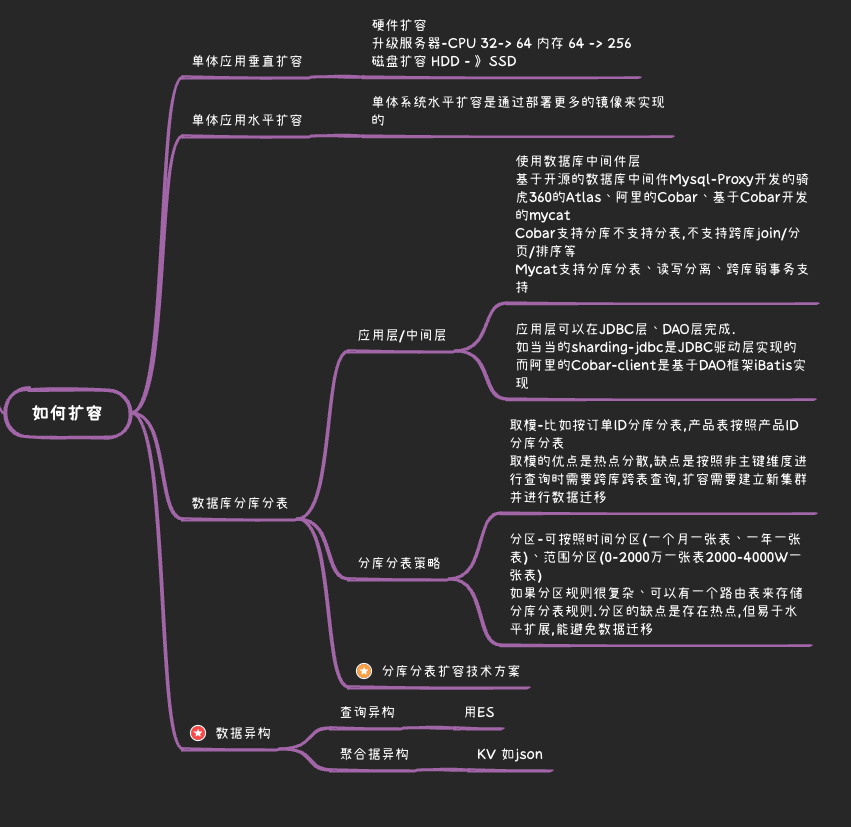 如何扩容
单体应用垂直扩容
硬件扩容
升级服务器-CPU 32-> 64 内存 64 -> 256
磁盘扩容 HDD - 》SSD
单体应用水平扩容
单体系统水平扩容是通过部署更多的镜像来实现
的
数据库分库分表
应用层/中间层
使用数据库中间件层
基于开源的数据库中间件Mysql-Proxy开发的骑
虎360的Atlas、阿里的Cobar、基于Cobar开发
的mycat
Cobar支持分库不支持分表,不支持跨库join/分
页/排序等
Mycat支持分库分表、读写分离、跨库弱事务支
持
应用层可以在JDBC层、DAO层完成.
如当当的sharding-jdbc是JDBC驱动层实现的
而阿里的Cobar-client是基于DAO框架iBatis实
现
分库分表策略
取模-比如按订单ID分库分表,产品表按照产品ID
分库分表
取模的优点是热点分散,缺点是按照非主键维度进
行查询时需要跨库跨表查询,扩容需要建立新集群
并进行数据迁移
分区-可按照时间分区(一个月一张表、一年一张
表)、范围分区(0-2000万一张表2000-4000W一
张表)
如果分区规则很复杂、可以有一个路由表来存储
分库分表规则.分区的缺点是存在热点,但易于水
平扩展,能避免数据迁移
分库分表扩容技术方案
数据异构
查询异构
用ES
聚合据异构
KV 如json